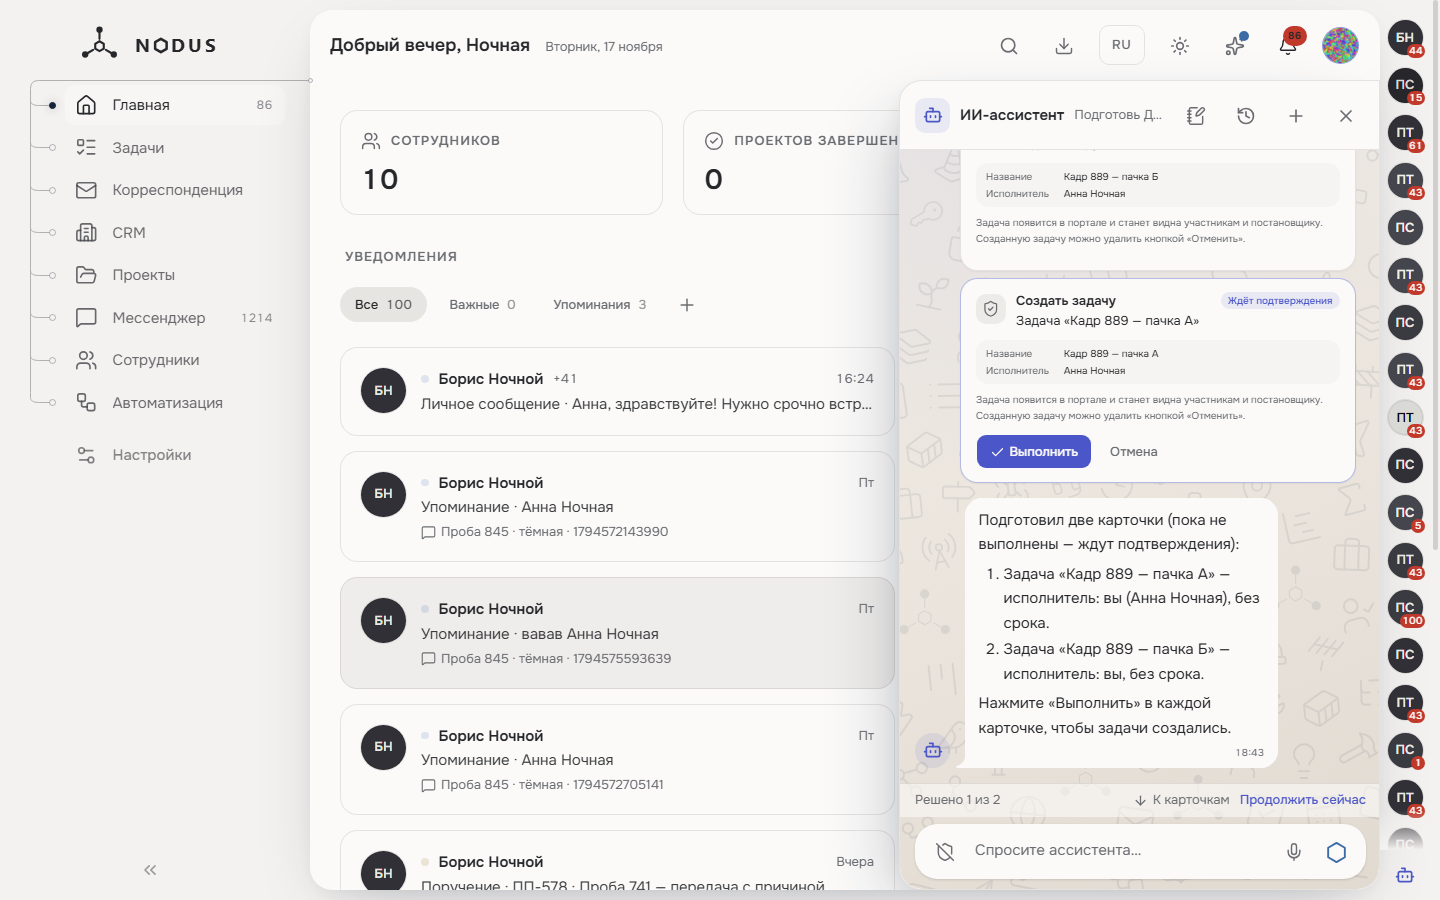 NODUS
Главная 86
Задачи
Корреспонденция
CRM
Проекты
Мессенджер 1214
Сотрудники
Автоматизация
Настройки
Добрый вечер, Ночная Вторник, 17 ноября
RU
86
СОТРУДНИКОВ
10
ПРОЕКТОВ ЗАВЕРШЕН
0
УВЕДОМЛЕНИЯ
Все 100 Важные 0 Упоминания 3
БН
Борис Ночной +41 16:24
Личное сообщение · Анна, здравствуйте! Нужно срочно встр...
БН
Борис Ночной Пт
Упоминание · Анна Ночная
Проба 845 · тёмная · 1794572143990
БН
Борис Ночной Пт
Упоминание · вавав Анна Ночная
Проба 845 · тёмная · 1794575593639
БН
Борис Ночной Пт
Упоминание · Анна Ночная
Проба 845 · тёмная · 1794572705141
БН
Борис Ночной Вчера
Поручение · ПП-578 · Проба 741 — передача с причиной
ИИ-ассистент Подготовь Д...
Название Кадр 889 — пачка Б
Исполнитель Анна Ночная
Задача появится в портале и станет видна участникам и постановщику.
Созданную задачу можно удалить кнопкой «Отменить».
Создать задачу Ждёт подтверждения
Задача «Кадр 889 — пачка А»
Название Кадр 889 — пачка А
Исполнитель Анна Ночная
Задача появится в портале и станет видна участникам и постановщику.
Созданную задачу можно удалить кнопкой «Отменить».
Выполнить Отмена
Подготовил две карточки (пока не
выполнены — ждут подтверждения):
1. Задача «Кадр 889 — пачка А» —
исполнитель: вы (Анна Ночная), без
срока.
2. Задача «Кадр 889 — пачка Б» —
исполнитель: вы, без срока.
Нажмите «Выполнить» в каждой
карточке, чтобы задачи создались.
18:43
Решено 1 из 2 К карточкам Продолжить сейчас
Спросите ассистента...
БН 44
ПС 15
ПТ 61
ПТ 43
ПС
ПТ 43
ПС
ПТ 43
ПТ 43
ПС
ПС 5
ПТ 43
ПС 100
ПС
ПТ 43
ПС 1
ПТ 43
ПС